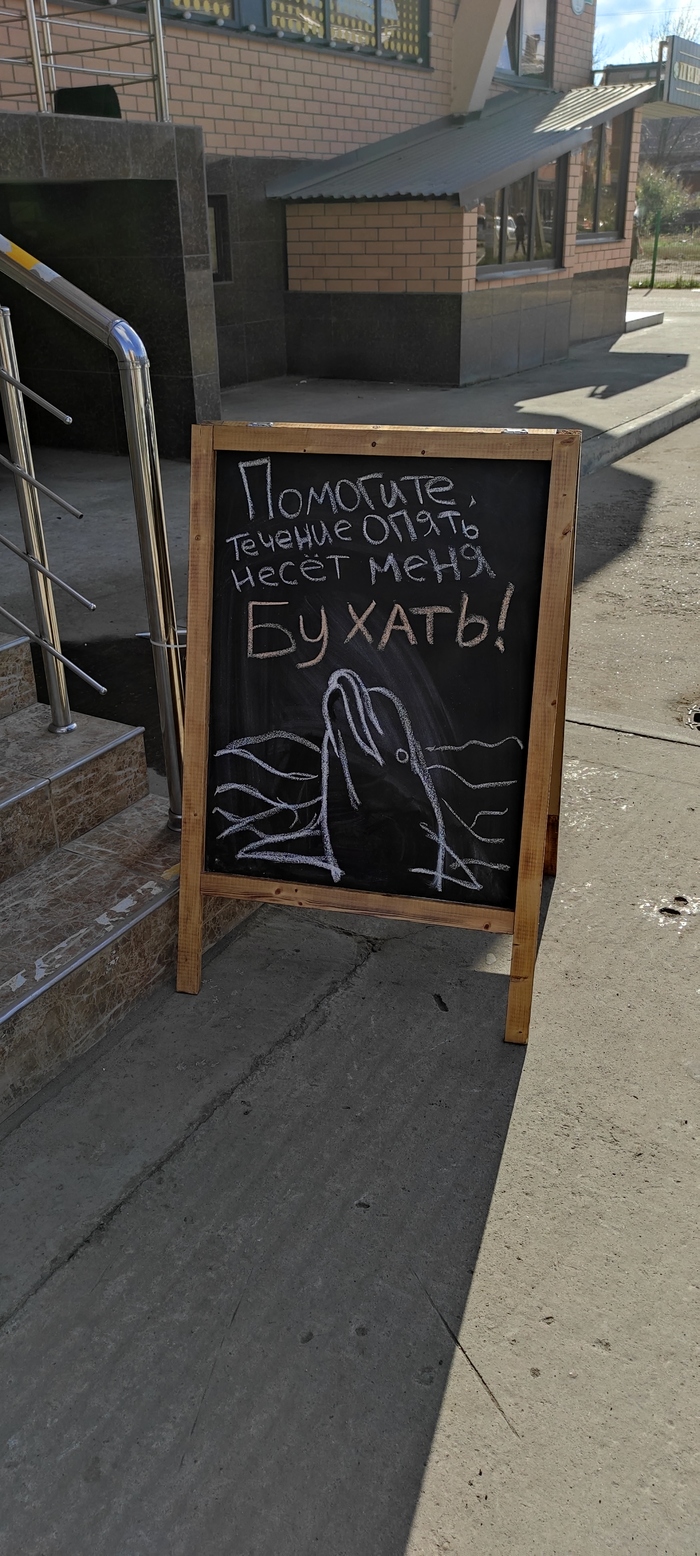 Помогите,
течение опять
несёт меня
БУХАТЬ!